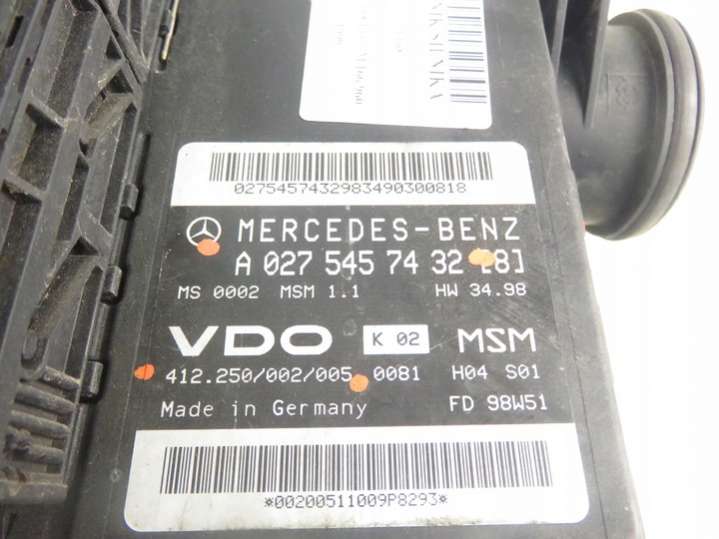 0275457432983490300818
MERCEDES-BENZ
A 027 545 74 32 [28]
MS 0002 MSM 1.1 HW 34.98
VDO K 02 MSM
412.250/002/005 0081 H04 S01
Made in Germany FD 98W51
*00200511009P8293*